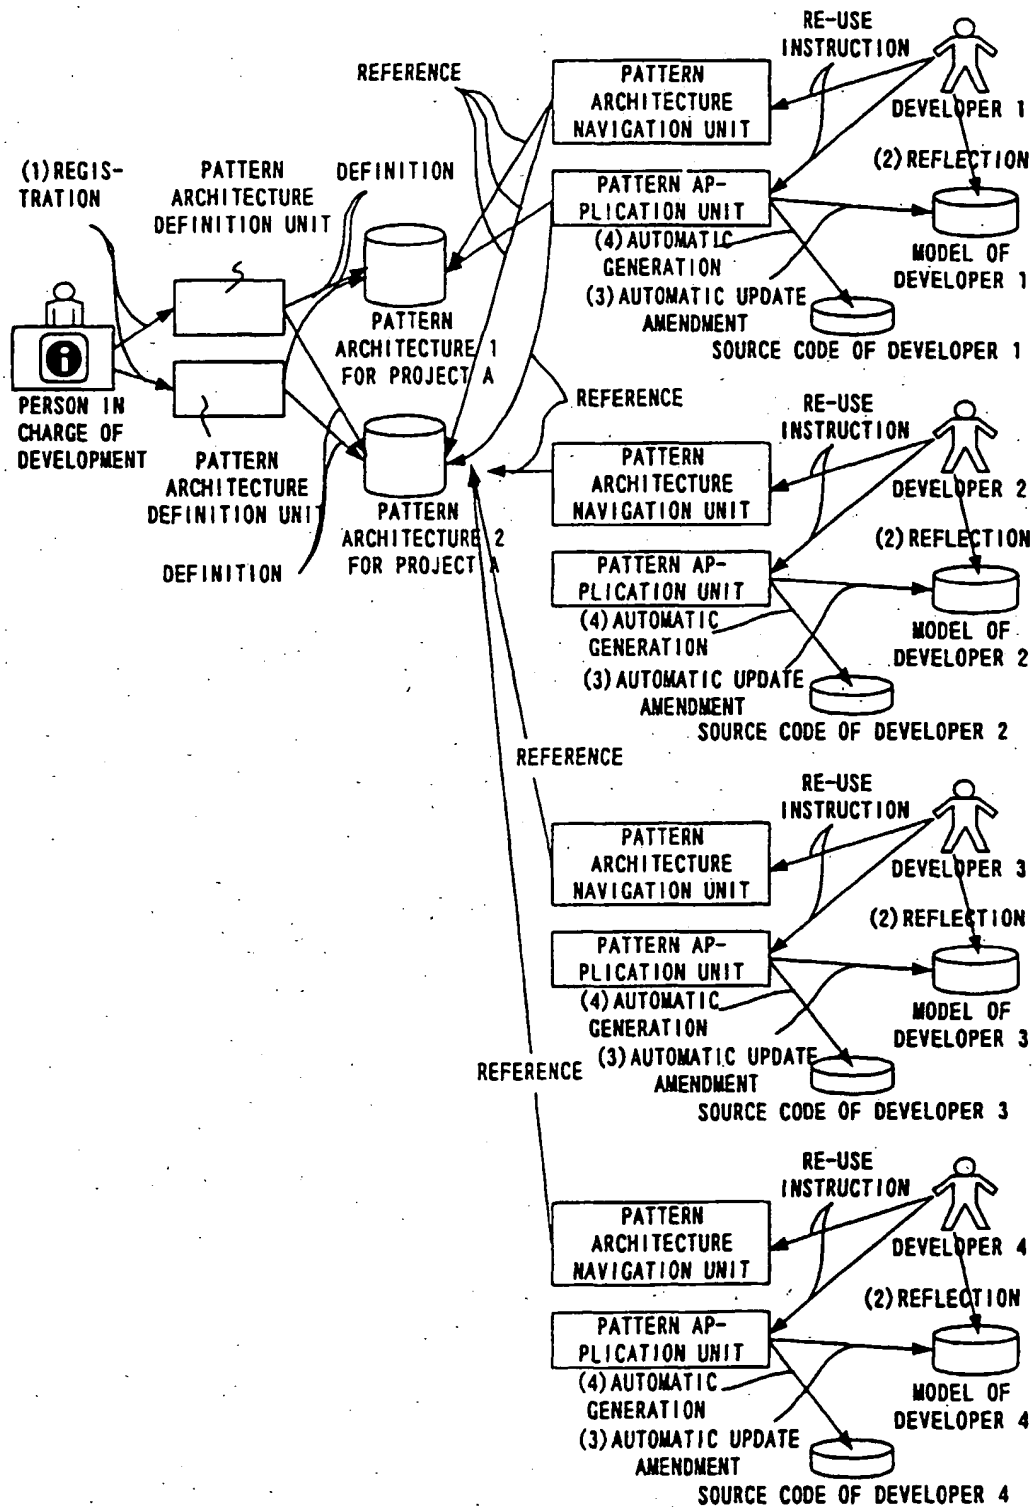 RE-USE
INSTRUCTION
REFERENCE
PATTERN
ARCHITECTURE
NAVIGATION UNIT
DEVELOPER 1
(1)REGIS-
TRATION
PATTERN
ARCHITECTURE
DEFINITION UNIT
DEFINITION
PATTERN AP-
PLICATION UNIT
(2)REFLECTION
(4)AUTOMATIC
GENERATION
MODEL OF
DEVELOPER 1
(3)AUTOMATIC UPDATE
AMENDMENT
SOURCE CODE OF DEVELOPER 1
i
PATTERN
ARCHITECTURE 1
FOR PROJECT A
PERSON IN
CHARGE OF
DEVELOPMENT
REFERENCE
RE-USE
INSTRUCTION
PATTERN
ARCHITECTURE
DEFINITION UNIT
PATTERN
ARCHITECTURE
NAVIGATION UNIT
DEVELOPER 2
PATTERN
ARCHITECTURE 2
FOR PROJECT A
DEFINITION
(2)REFLECTION
PATTERN AP-
PLICATION UNIT
(4)AUTOMATIC
GENERATION
MODEL OF
DEVELOPER 2
(3)AUTOMATIC UPDATE
AMENDMENT
SOURCE CODE OF DEVELOPER 2
REFERENCE
RE-USE
INSTRUCTION
PATTERN
ARCHITECTURE
NAVIGATION UNIT
DEVELOPER 3
(2)REFLECTION
PATTERN AP-
PLICATION UNIT
(4)AUTOMATIC
GENERATION
MODEL OF
DEVELOPER 3
(3)AUTOMATIC UPDATE
AMENDMENT
REFERENCE
SOURCE CODE OF DEVELOPER 3
RE-USE
INSTRUCTION
PATTERN
ARCHITECTURE
NAVIGATION UNIT
DEVELOPER 4
(2)REFLECTION
PATTERN AP-
PLICATION UNIT
(4)AUTOMATIC
GENERATION
MODEL OF
DEVELOPER 4
(3)AUTOMATIC UPDATE
AMENDMENT
SOURCE CODE OF DEVELOPER 4